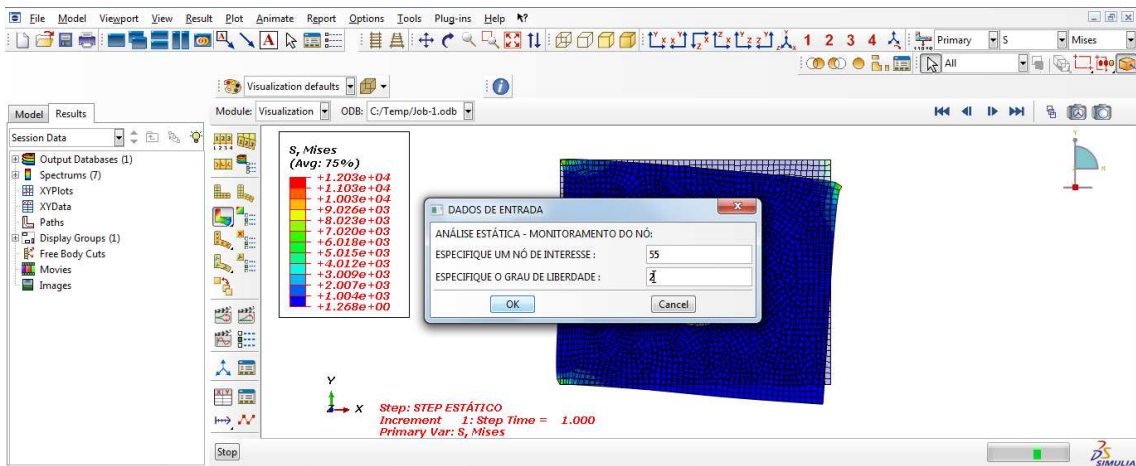 File Model Viewport View Result Plot Animate Report Options Tools Plug-ins Help
1 2 3 4 Primary S Mises
All
Visualization defaults
Model Results
Module: Visualization ODB: C:/Temp/Job-1.odb
Session Data
Output Databases (1)
Spectrums (7)
XYPlots
XYData
Paths
Display Groups (1)
Free Body Cuts
Movies
Images
S, Mises
(Avg: 75%)
+1.203e+04
+1.103e+04
+1.003e+04
+9.026e+03
+8.023e+03
+7.020e+03
+6.018e+03
+5.015e+03
+4.012e+03
+3.009e+03
+2.007e+03
+1.004e+03
+1.268e+00
DADOS DE ENTRADA
ANÁLISE ESTÁTICA - MONITORAMENTO DO NÓ:
ESPECIFIQUE UM NÓ DE INTERESSE : 55
ESPECIFIQUE O GRAU DE LIBERDADE : 2
OK Cancel
Y
Z X
Step: STEP ESTÁTICO
Increment 1: Step Time = 1.000
Primary Var: S, Mises
Stop
SIMULIA